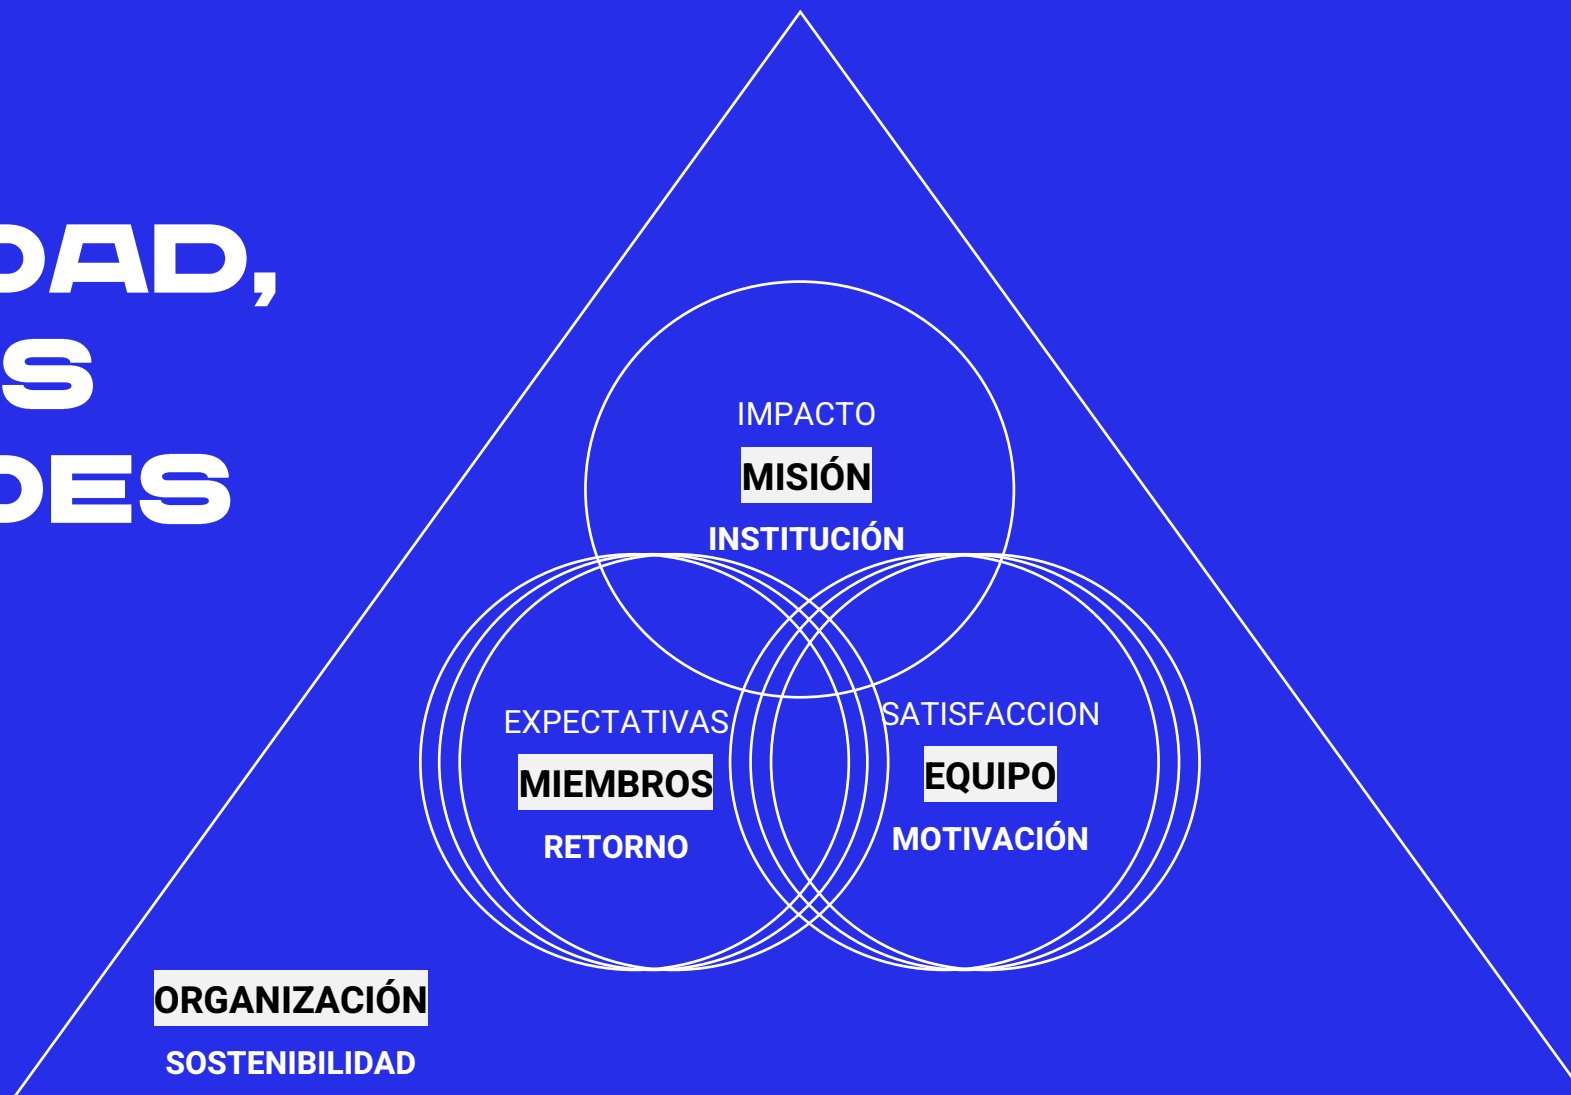 DAD,
S
DES
IMPACTO
MISIÓN
INSTITUCIÓN
EXPECTATIVAS
MIEMBROS
RETORNO
SATISFACCION
EQUIPO
MOTIVACIÓN
ORGANIZACIÓN
SOSTENIBILIDAD